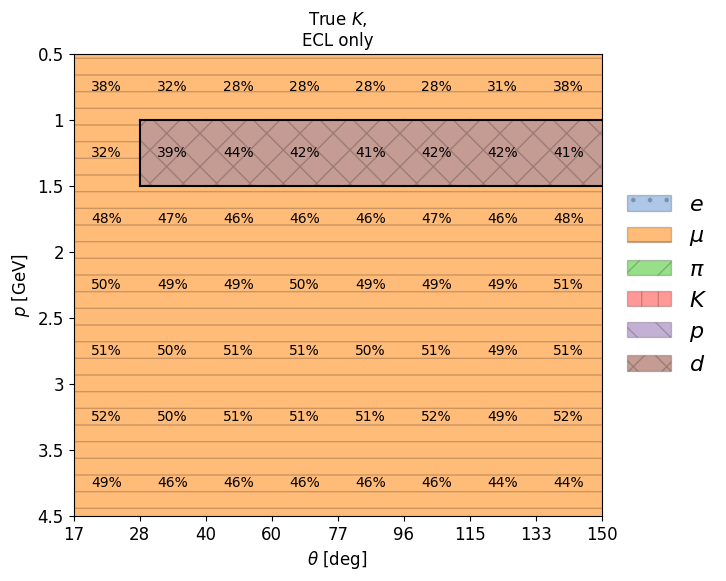 True K,
ECL only
0.5
38% 32% 28% 28% 28% 28% 31% 38%
1
32% 39% 44% 42% 41% 42% 42% 41%
1.5
48% 47% 46% 46% 46% 47% 46% 48%
2
50% 49% 49% 50% 49% 49% 49% 51%
2.5
51% 50% 51% 51% 50% 51% 49% 51%
3
52% 50% 51% 51% 51% 52% 49% 52%
3.5
49% 46% 46% 46% 46% 46% 44% 44%
4
4.5
p [GeV]
17 28 40 60 77 96 115 133 150
θ [deg]
e
μ
π
K
p
d